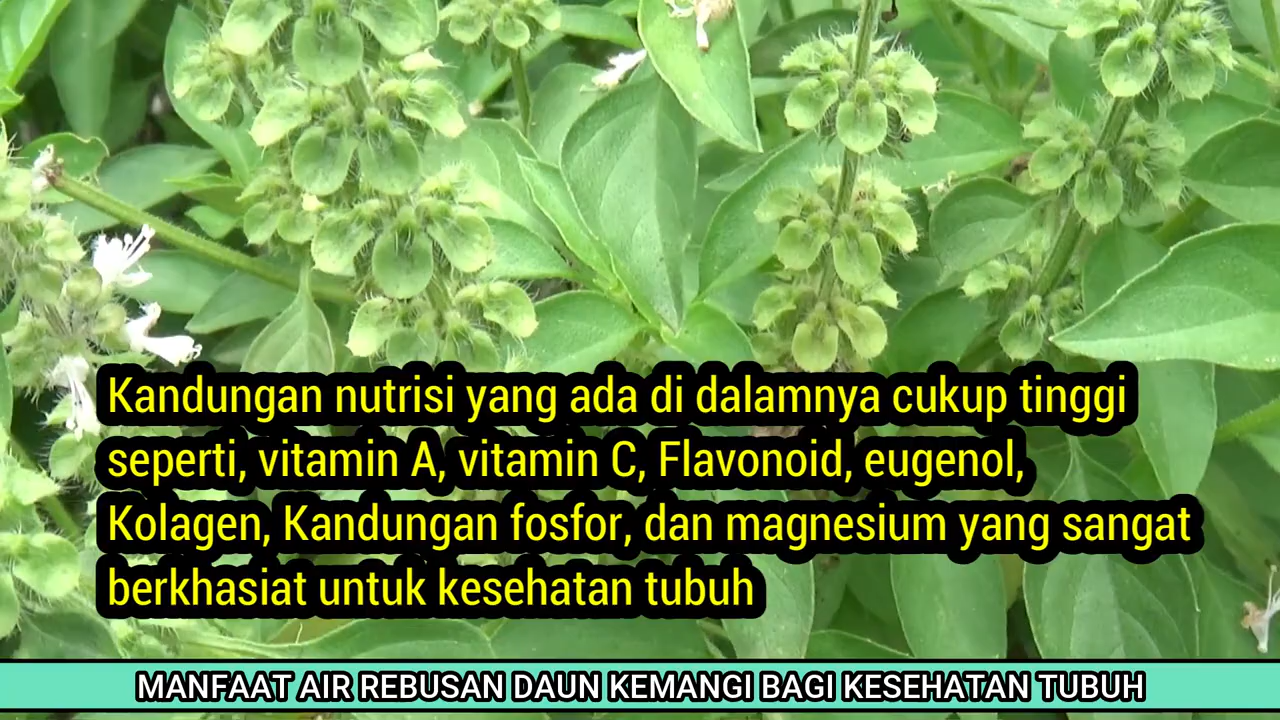 Kandungan nutrisi yang ada di dalamnya cukup tinggi
seperti, vitamin A, vitamin C, Flavonoid, eugenol,
Kolagen, Kandungan fosfor, dan magnesium yang sangat
berkhasiat untuk kesehatan tubuh
MANFAAT AIR REBUSAN DAUN KEMANGI BAGI KESEHATAN TUBUH